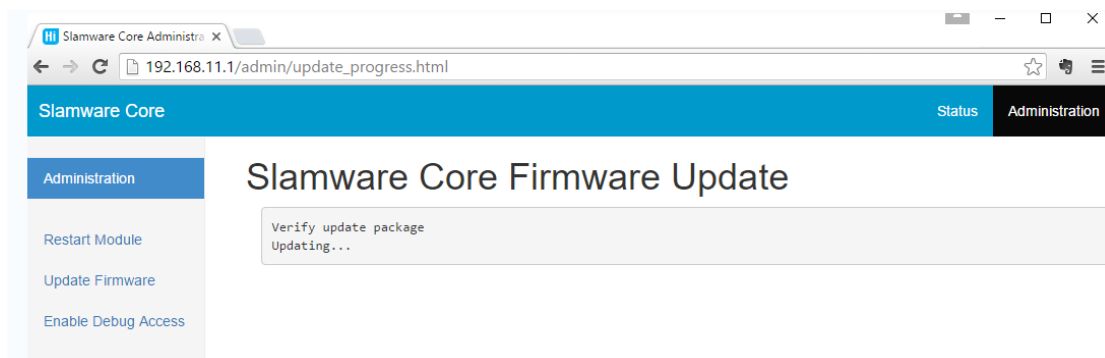 Slamware Core Administra
192.168.11.1/admin/update_progress.html
Slamware Core
Status
Administration
Administration
Slamware Core Firmware Update
Verify update package
Updating...
Restart Module
Update Firmware
Enable Debug Access